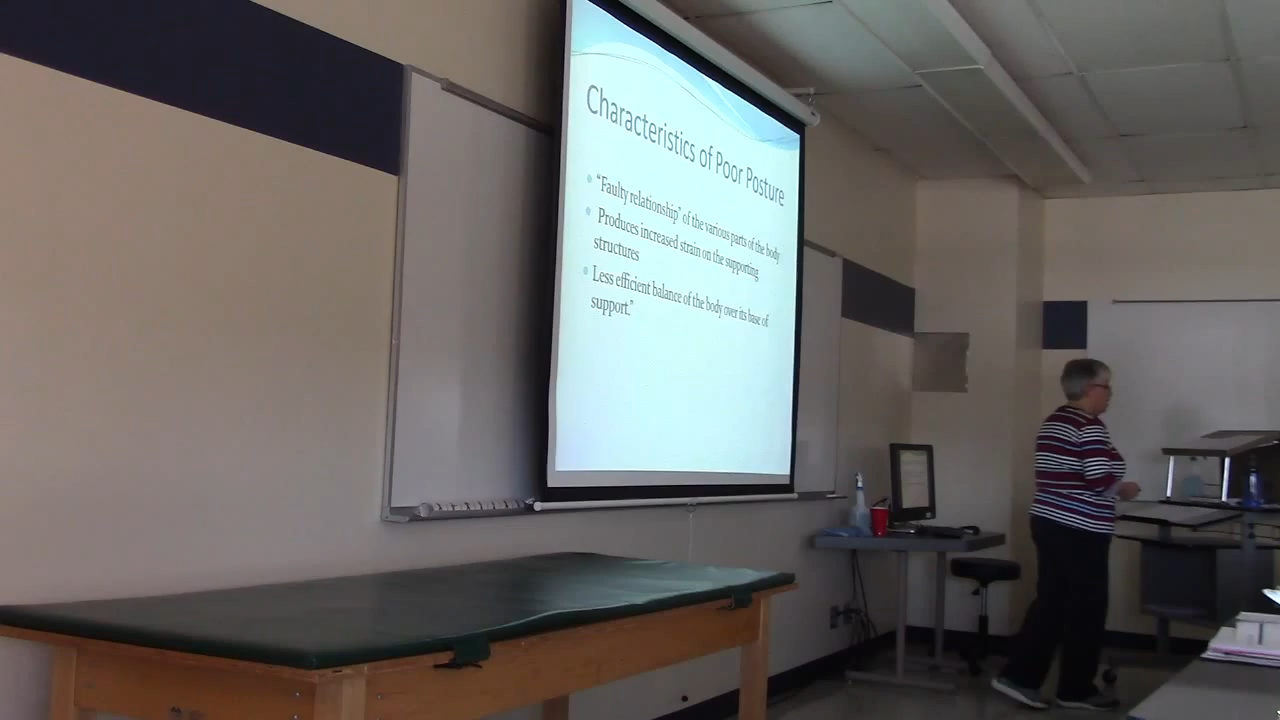 Characteristics of Poor Posture
"Faulty relationship" of the various parts of the body
Produces increased strain on the supporting
structures
Less efficient balance of the body over its base of
support."